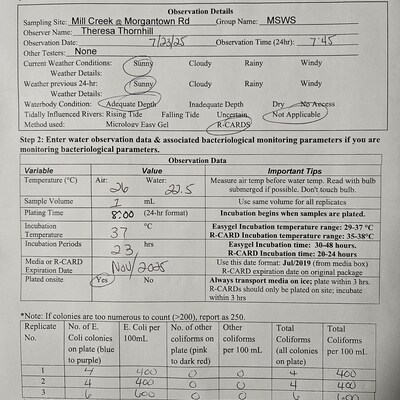 Observation Details
Sampling Site: Mill Creek @ Morgantown Rd Group Name: MSWS
Observer Name: Theresa Thornhill
Observation Date: 7/23/25 Observation Time (24hr): 7:45
Other Testers: None
Current Weather Conditions: Sunny Cloudy Rainy Windy
Weather Details:
Weather previous 24-hr: Sunny Cloudy Rainy Windy
Weather Details:
Waterbody Condition: Adequate Depth Inadequate Depth Dry No Access
Tidally Influenced Rivers: Rising Tide Falling Tide Uncertain Not Applicable
Method used: Micrology Easy Gel R-CARDS
Step 2: Enter water observation data & associated bacteriological monitoring parameters if you are
monitoring bacteriological parameters.
Observation Data
Variable Value Important Tips
Temperature (°C) Air: 26 Water: 22.5 Measure air temp before water temp. Read with bulb
submerged if possible. Don't touch bulb.
Sample Volume 1 mL Use same volume for all replicates
Plating Time 8:00 (24-hr format) Incubation begins when samples are plated.
Incubation Temperature 37 °C Easygel Incubation temperature range: 29-37 °C
R-CARD Incubation temperature range: 35-38°C
Incubation Periods 23 hrs Easygel Incubation time: 30-48 hours.
R-CARD Incubation time: 20-24 hours
Media or R-CARD Expiration Date Nov/2025 Use this date format: Jul/2019 (from media box)
R-CARD expiration date on original package
Plated onsite Yes No Always transport media on ice; plate within 3 hrs.
R-CARDs should only be plated on site; incubate
within 3 hrs
*Note: If colonies are too numerous to count (>200), report as 250.
Replicate No. No. of E. Coli colonies on plate (blue to purple) E. Coli per 100mL No. of other coliforms on plate (pink to dark red) Other coliforms per 100 mL Total Coliforms (all colonies on plate) Total Coliforms per 100 mL
1 4 400 0 0 4 400
2 4 400 0 0 4 400
3 6 600 0 0 6 600